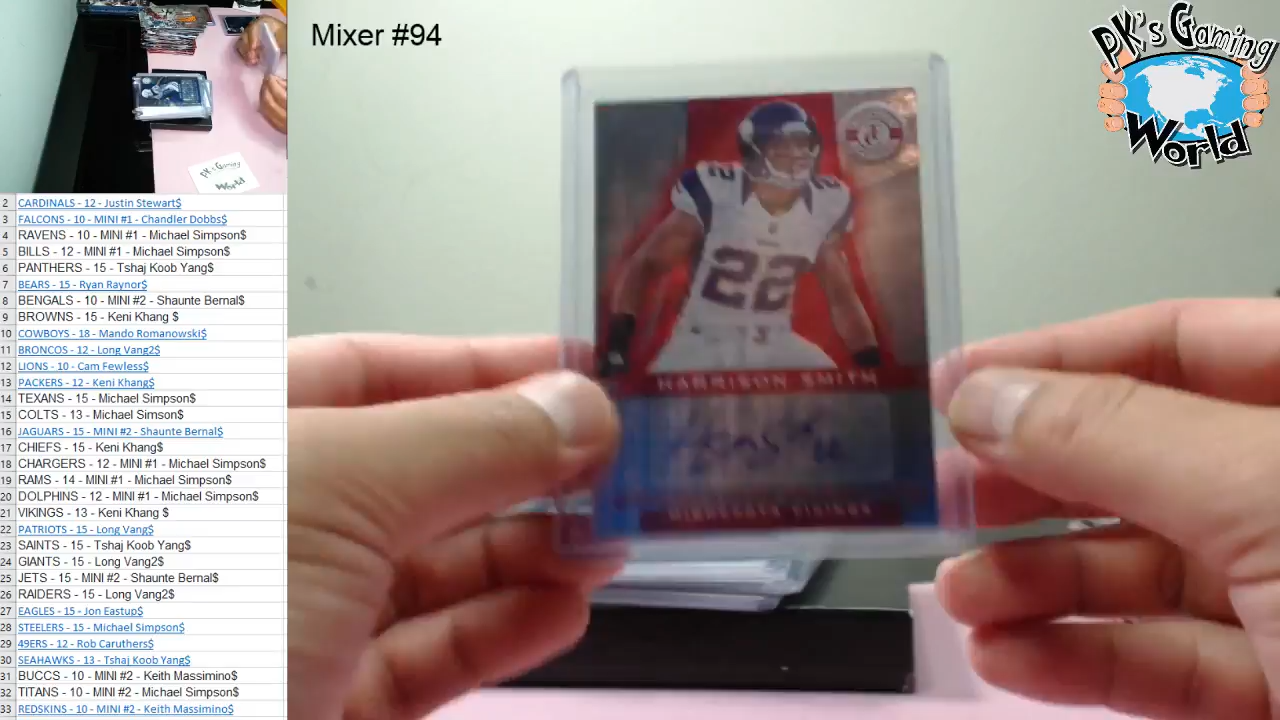 Mixer #94
PK's Gaming
World
PK's Gaming
World
2 CARDINALS - 12 - Justin Stewart$
3 FALCONS - 10 - MINI #1 - Chandler Dobbs$
4 RAVENS - 10 - MINI #1 - Michael Simpson$
5 BILLS - 12 - MINI #1 - Michael Simpson$
6 PANTHERS - 15 - Tshaj Koob Yang$
7 BEARS - 15 - Ryan Raynor$
8 BENGALS - 10 - MINI #2 - Shaunte Bernal$
9 BROWNS - 15 - Keni Khang $
10 COWBOYS - 18 - Mando Romanowski$
11 BRONCOS - 12 - Long Vang2$
12 LIONS - 10 - Cam Fewless$
13 PACKERS - 12 - Keni Khang$
14 TEXANS - 15 - Michael Simpson$
15 COLTS - 13 - Michael Simson$
16 JAGUARS - 15 - MINI #2 - Shaunte Bernal$
17 CHIEFS - 15 - Keni Khang$
18 CHARGERS - 12 - MINI #1 - Michael Simpson$
19 RAMS - 14 - MINI #1 - Michael Simpson$
20 DOLPHINS - 12 - MINI #1 - Michael Simpson$
21 VIKINGS - 13 - Keni Khang $
22 PATRIOTS - 15 - Long Vang$
23 SAINTS - 15 - Tshaj Koob Yang$
24 GIANTS - 15 - Long Vang2$
25 JETS - 15 - MINI #2 - Shaunte Bernal$
26 RAIDERS - 15 - Long Vang2$
27 EAGLES - 15 - Jon Eastup$
28 STEELERS - 15 - Michael Simpson$
29 49ERS - 12 - Rob Caruthers$
30 SEAHAWKS - 13 - Tshaj Koob Yang$
31 BUCCS - 10 - MINI #2 - Keith Massimino$
32 TITANS - 10 - MINI #2 - Michael Simpson$
33 REDSKINS - 10 - MINI #2 - Keith Massimino$
22
22
HARRISON SMITH
MINNESOTA VIKINGS